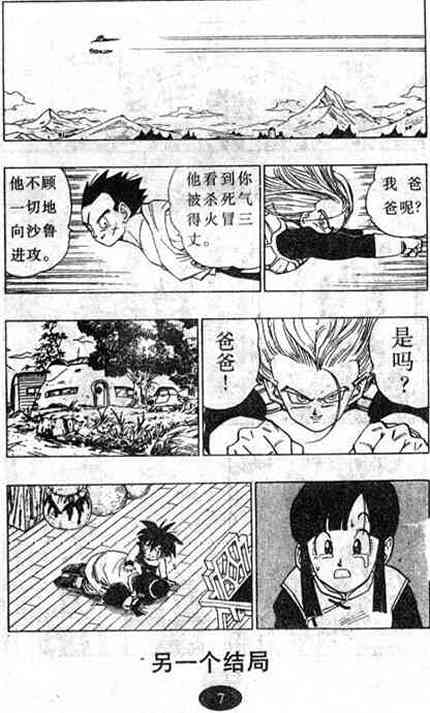 我爸
爸呢？
他看到你
被杀死气
得火冒三
丈。
他不顾
一切地
向沙鲁
进攻。
是吗？
爸爸！
另一个结局
7